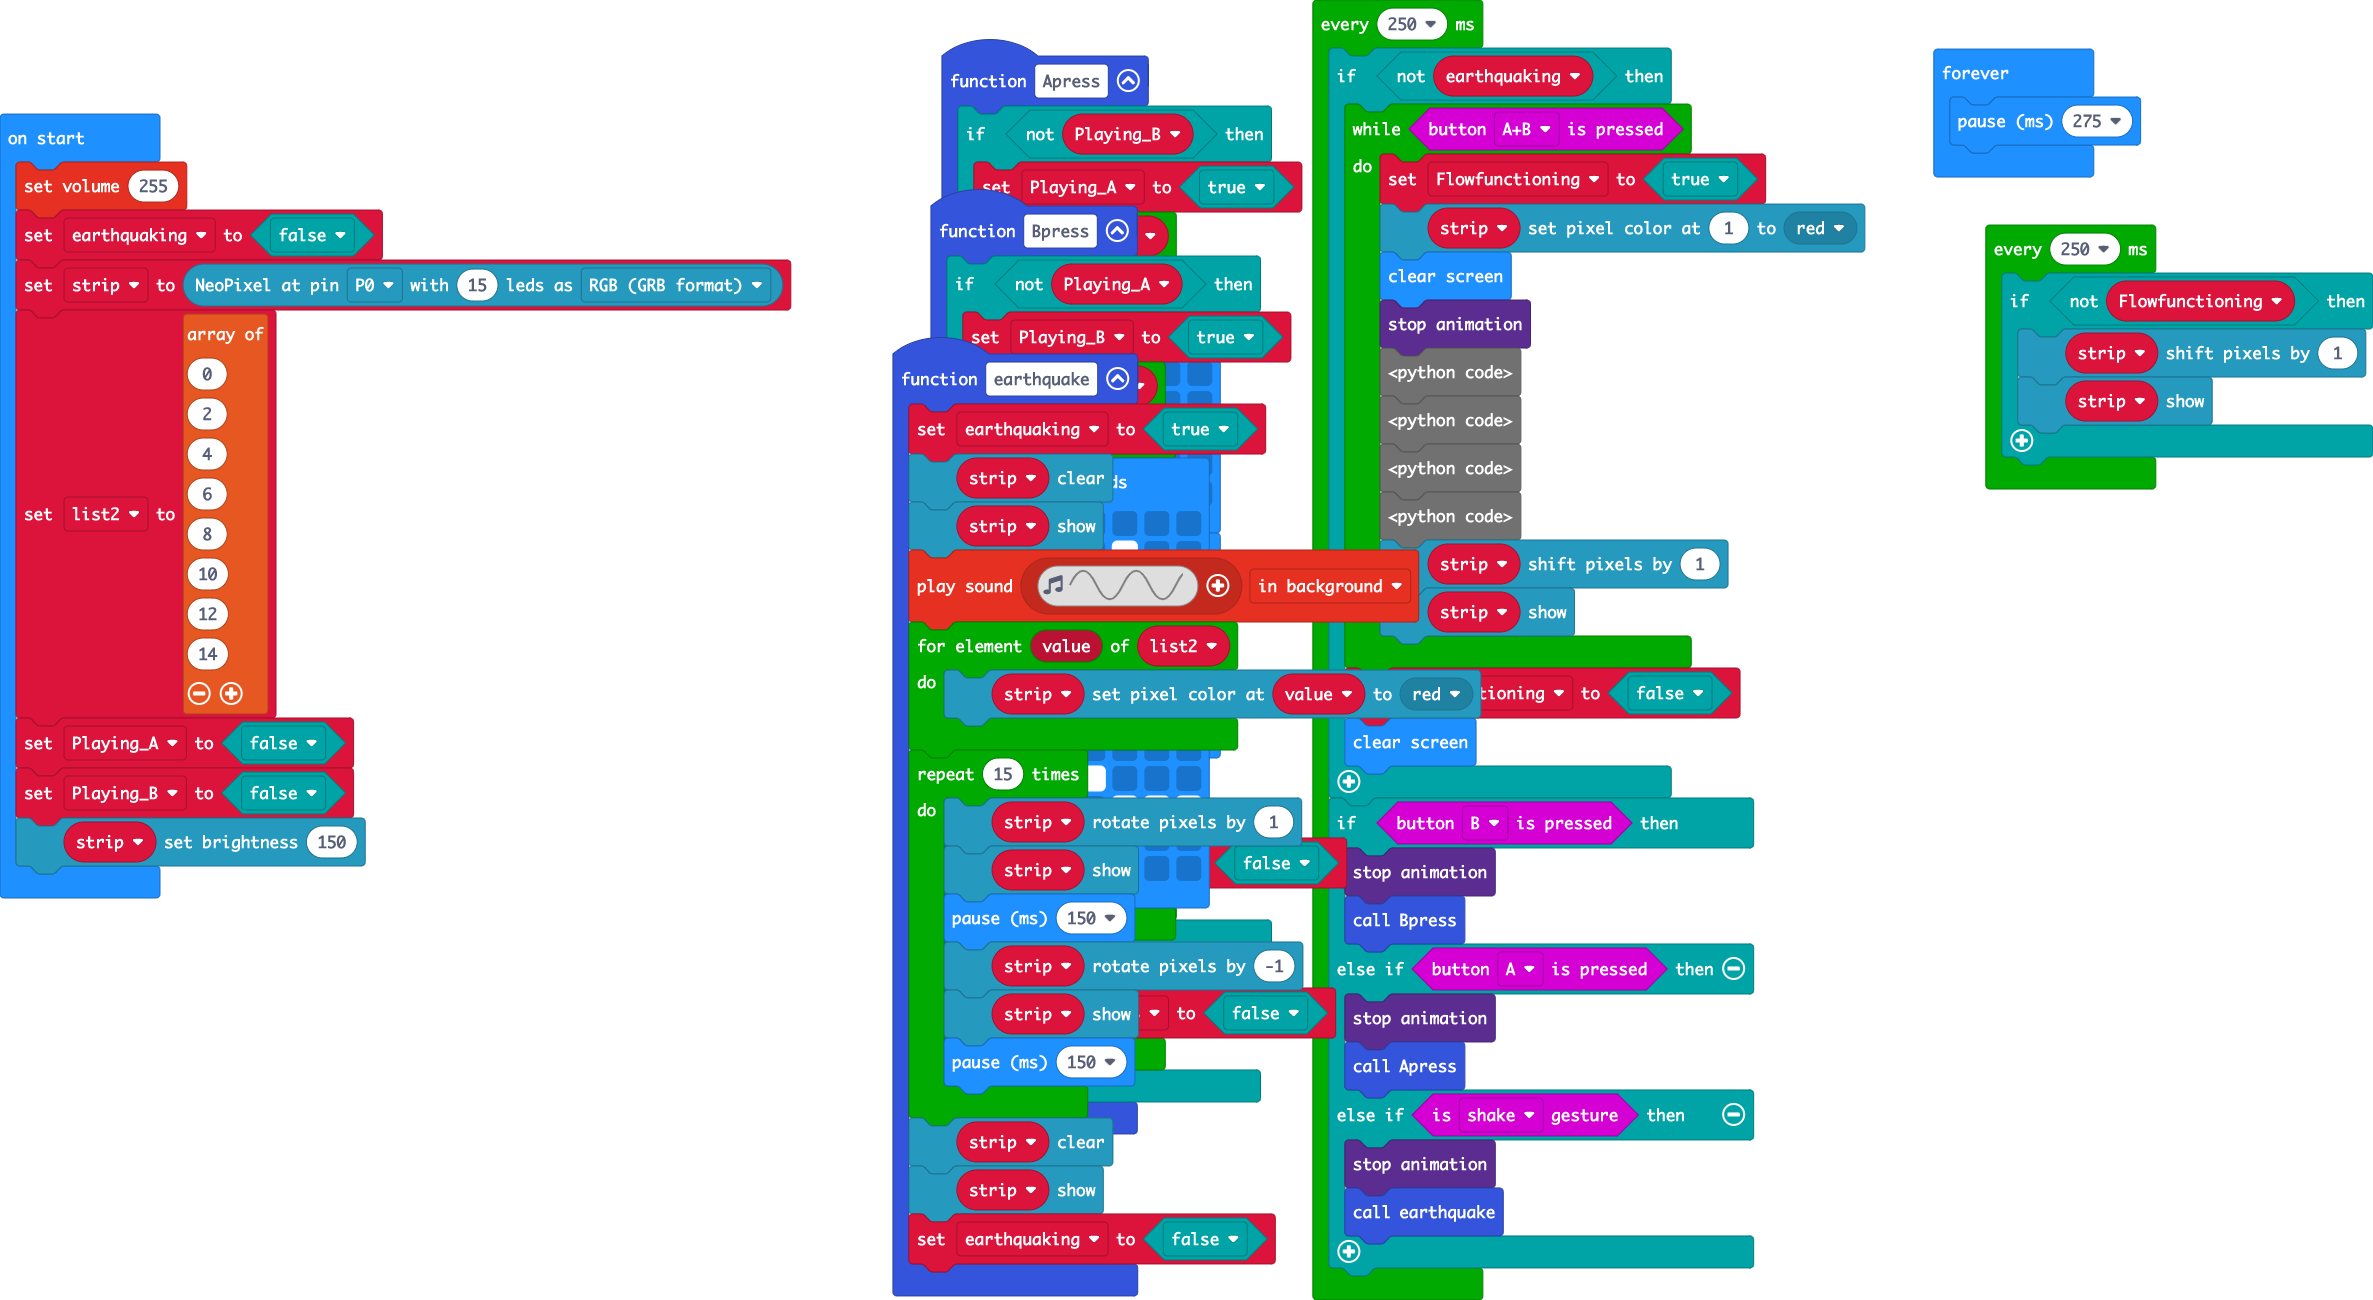 on start
set volume 255
set earthquaking to false
set strip to NeoPixel at pin P0 with 15 leds as RGB (GRB format)
set list2 to
array of
0
2
4
6
8
10
12
14
set Playing_A to false
set Playing_B to false
strip set brightness 150
function Apress
if not Playing_B then
set Playing_A to true
function Bpress
if not Playing_A then
set Playing_B to true
function earthquake
set earthquaking to true
strip clear
strip show
play sound in background
for element value of list2
do strip set pixel color at value to red
repeat 15 times
do strip rotate pixels by 1
strip show
false
pause (ms) 150
strip rotate pixels by -1
strip show
to false
pause (ms) 150
strip clear
strip show
set earthquaking to false
every 250 ms
if not earthquaking then
while button A+B is pressed
do set Flowfunctioning to true
strip set pixel color at 1 to red
clear screen
stop animation
<python code>
<python code>
<python code>
<python code>
strip shift pixels by 1
strip show
tioning to false
clear screen
if button B is pressed then
stop animation
call Bpress
else if button A is pressed then
stop animation
call Apress
else if is shake gesture then
stop animation
call earthquake
forever
pause (ms) 275
every 250 ms
if not Flowfunctioning then
strip shift pixels by 1
strip show